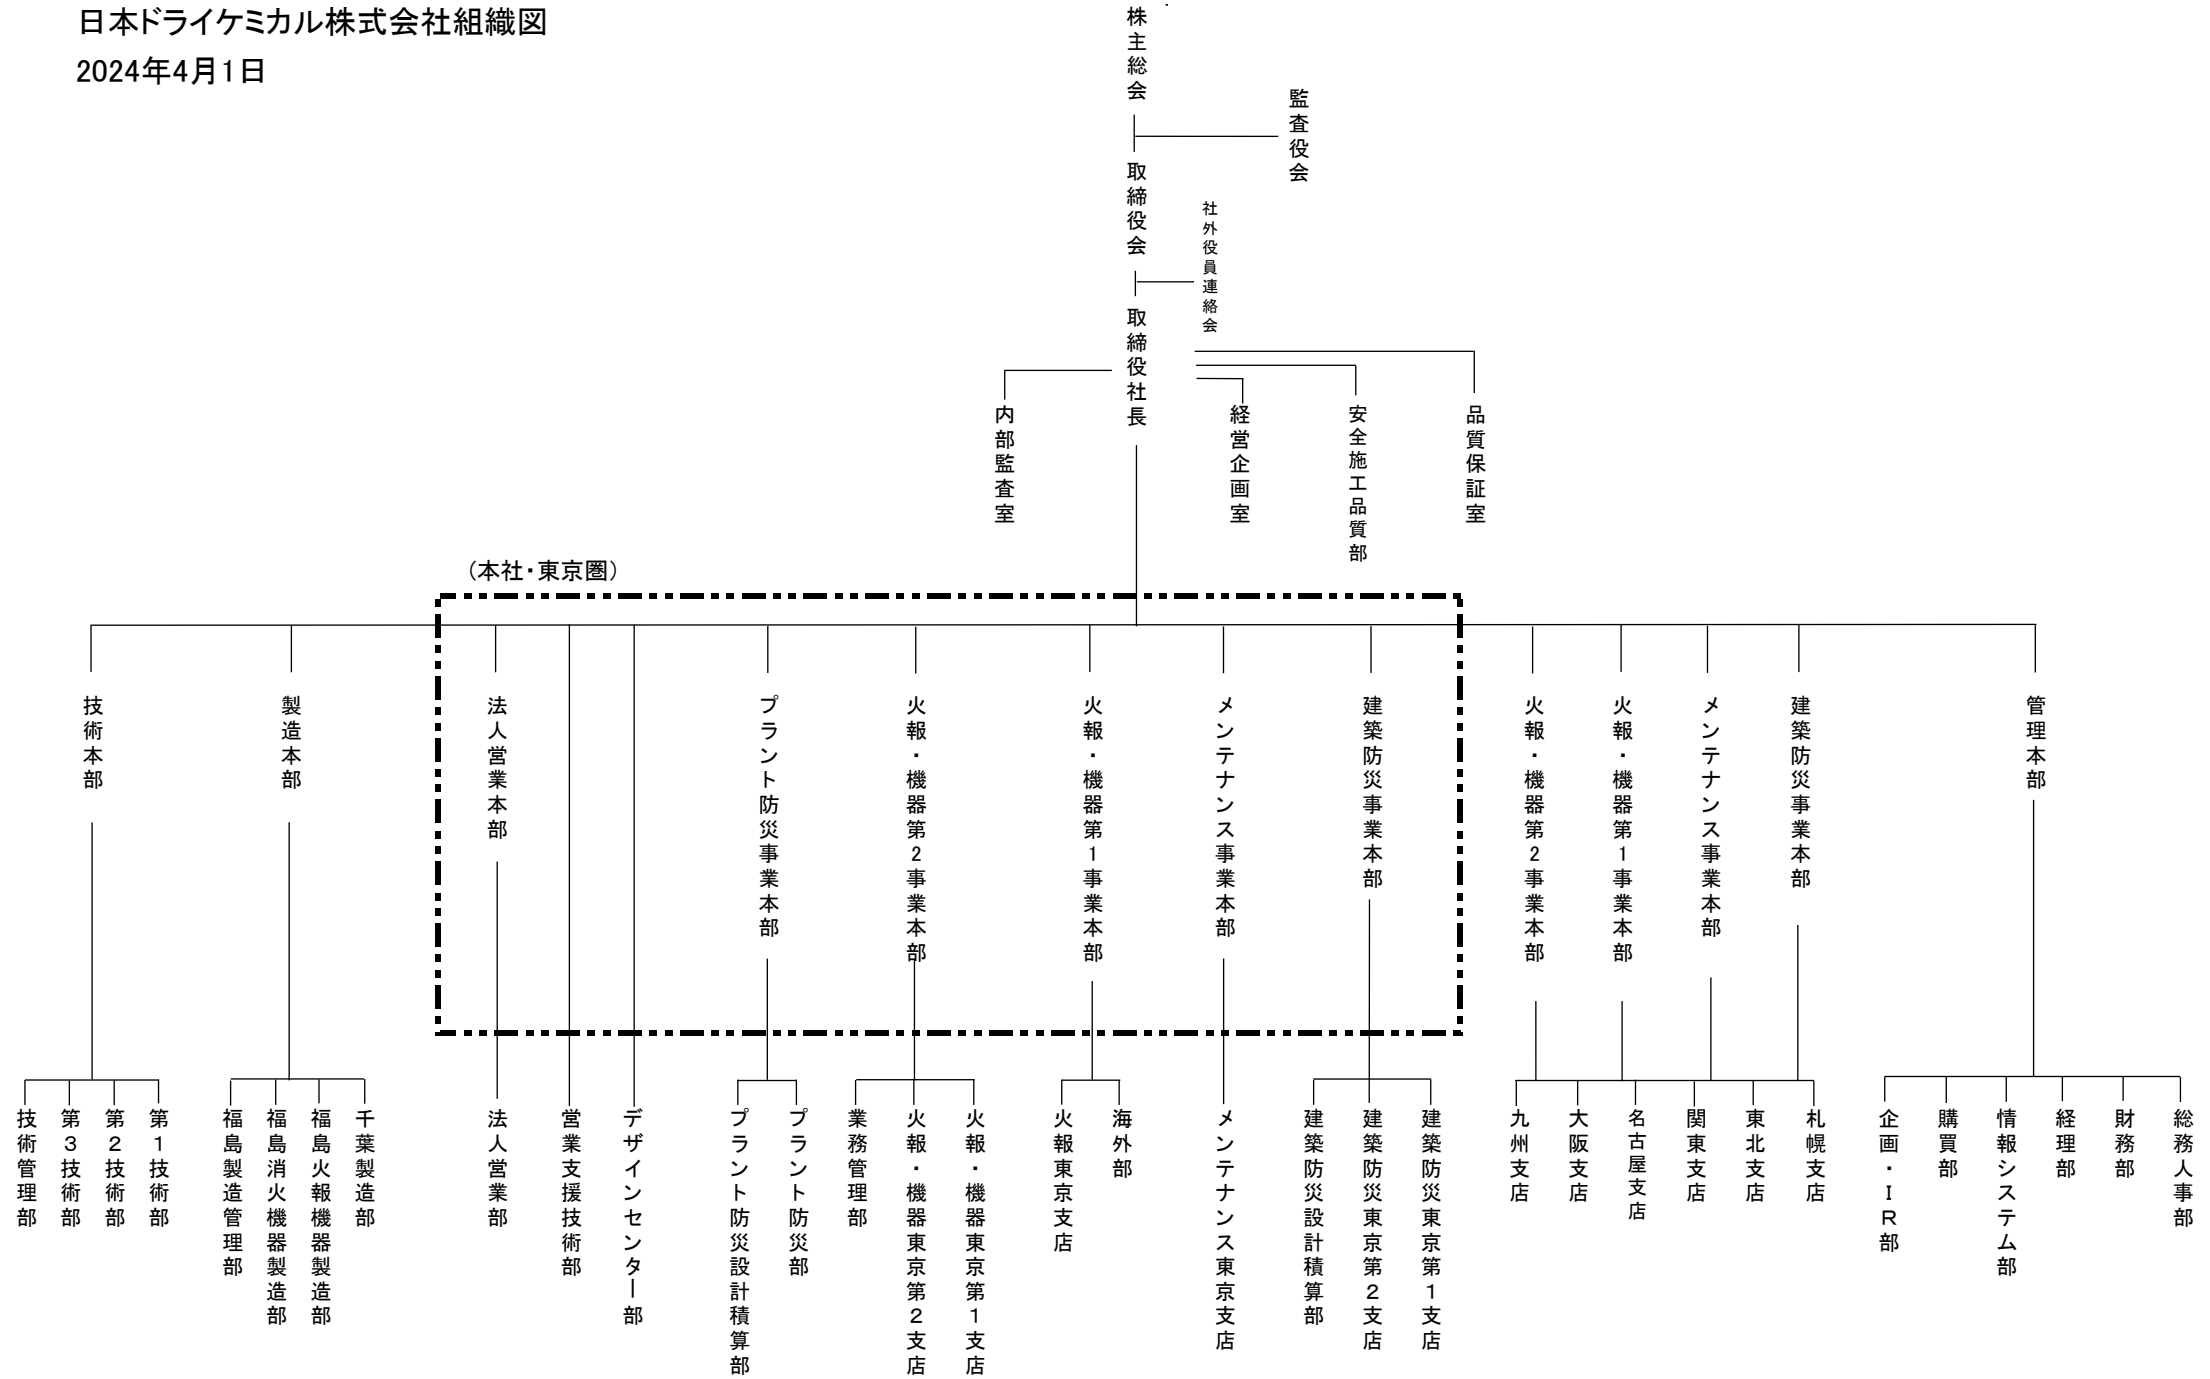 日本ドライケミカル株式会社組織図
2024年4月1日
株主総会
監査役会
取締役会
社外役員連絡会
取締役社長
内部監査室
経営企画室
安全施工品質部
品質保証室
（本社・東京圏）
技術本部
製造本部
法人営業本部
プラント防災事業本部
火報・機器第2事業本部
火報・機器第1事業本部
メンテナンス事業本部
建築防災事業本部
火報・機器第2事業本部
火報・機器第1事業本部
メンテナンス事業本部
建築防災事業本部
管理本部
技術管理部
第3技術部
第2技術部
第1技術部
福島製造管理部
福島消火機器製造部
福島火報機器製造部
千葉製造部
法人営業部
営業支援技術部
デザインセンター部
プラント防災設計積算部
プラント防災部
業務管理部
火報・機器東京第2支店
火報・機器東京第1支店
火報東京支店
海外部
メンテナンス東京支店
建築防災設計積算部
建築防災東京第2支店
建築防災東京第1支店
九州支店
大阪支店
名古屋支店
関東支店
東北支店
札幌支店
企画・ＩＲ部
購買部
情報システム部
経理部
財務部
総務人事部